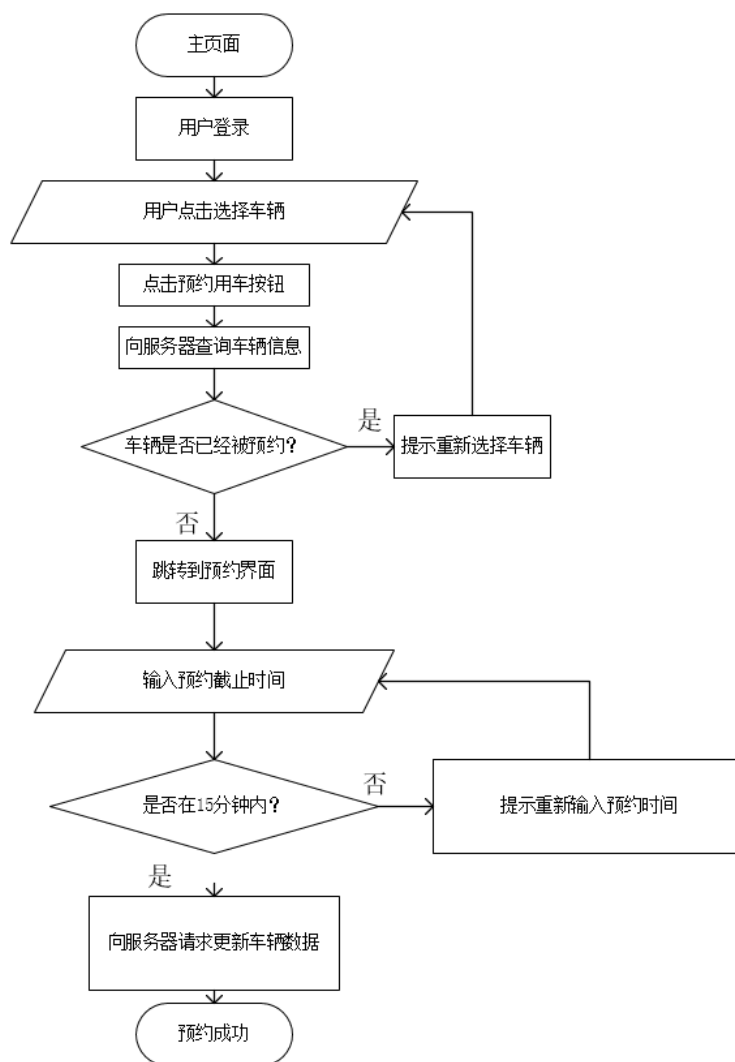 主页面
用户登录
用户点击选择车辆
点击预约用车按钮
向服务器查询车辆信息
车辆是否已经被预约？
是
提示重新选择车辆
否
跳转到预约界面
输入预约截止时间
是否在15分钟内？
否
提示重新输入预约时间
是
向服务器请求更新车辆数据
预约成功